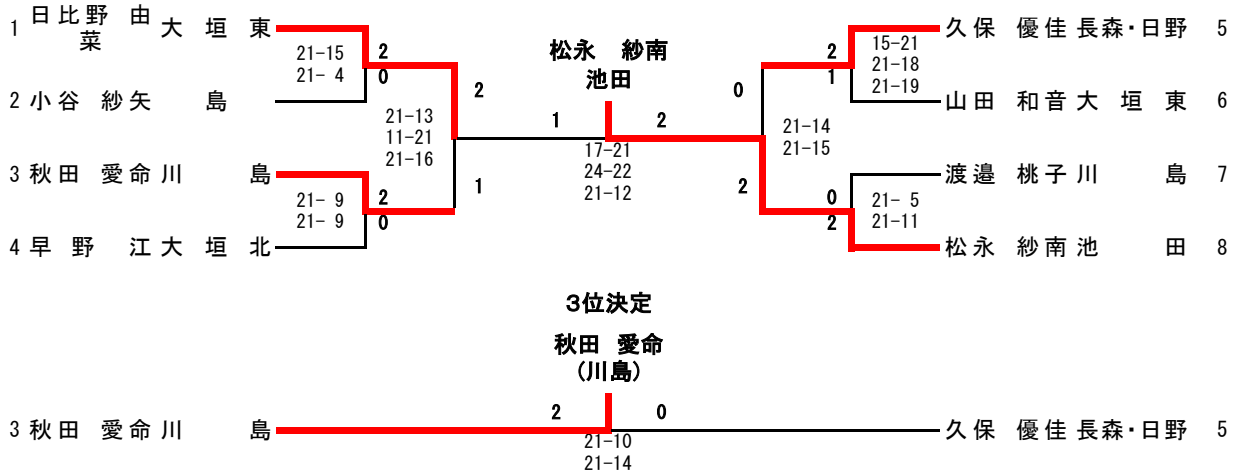 1 日比野 由菜 大垣東
21-15
21- 4
2
0
2 小谷 紗矢 島
21-13
11-21
21-16
2
1
3 秋田 愛命 川島
21- 9
21- 9
2
0
4 早野 江 大垣北
松永 紗南
池田
1 2
17-21
24-22
21-12
久保 優佳 長森・日野 5
2
1
15-21
21-18
21-19
山田 和音 大垣東 6
0
2
21-14
21-15
渡邉 桃子 川島 7
0
2
21- 5
21-11
松永 紗南 池田 8
3位決定
秋田 愛命
(川島)
2 0
3 秋田 愛命 川島
21-10
21-14
久保 優佳 長森・日野 5